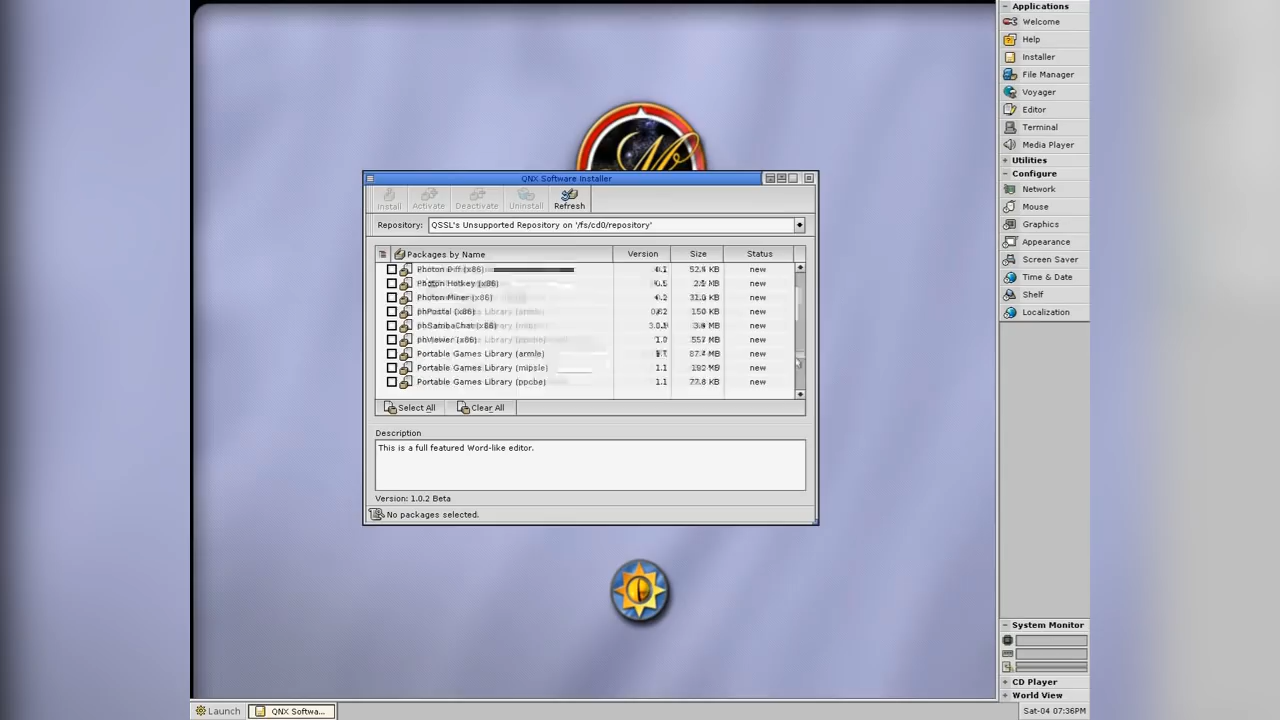 Applications
Welcome
Help
Installer
File Manager
Voyager
Editor
Terminal
Media Player
Utilities
Configure
Network
Mouse
Graphics
Appearance
Screen Saver
Time & Date
Shelf
Localization
QNX Software Installer
Install Activate Deactivate Uninstall Refresh
Repository: QSSL's Unsupported Repository on '/fs/cd0/repository'
Packages by Name Version Size Status
Photon Diff (x86) new
Photon Hotkey (x86) new
Photon Miner (x86) new
phPostal (x86) 150 KB new
phSambaChat (x86) new
phViewer (x86) new
Portable Games Library (armle) new
Portable Games Library (mipsle) 1.1 new
Portable Games Library (ppcbe) 1.1 new
Select All Clear All
Description
This is a full featured Word-like editor.
Version: 1.0.2 Beta
No packages selected.
System Monitor
CD Player
World View
Launch QNX Softwa... Sat-04 07:36PM